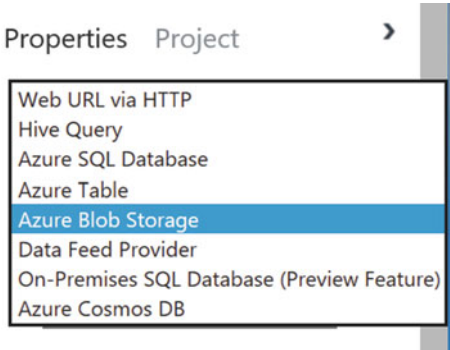 Properties Project
Web URL via HTTP
Hive Query
Azure SQL Database
Azure Table
Azure Blob Storage
Data Feed Provider
On-Premises SQL Database (Preview Feature)
Azure Cosmos DB